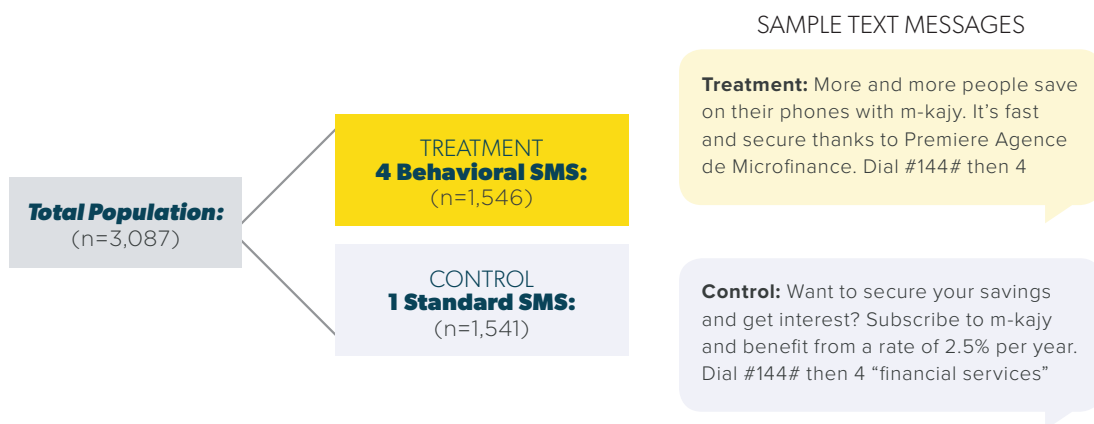 SAMPLE TEXT MESSAGES
Total Population:
(n=3,087)
TREATMENT
4 Behavioral SMS:
(n=1,546)
CONTROL
1 Standard SMS:
(n=1,541)
Treatment: More and more people save
on their phones with m-kajy. It’s fast
and secure thanks to Premiere Agence
de Microfinance. Dial #144# then 4
Control: Want to secure your savings
and get interest? Subscribe to m-kajy
and benefit from a rate of 2.5% per year.
Dial #144# then 4 “financial services”